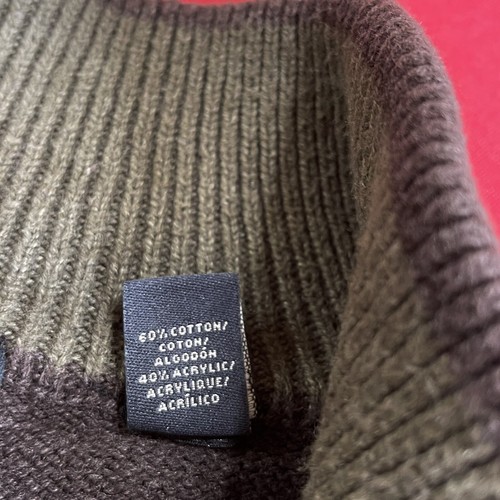 60% COTTON/
COTON/
ALGODÓN
40% ACRYLIC/
ACRYLIQUE/
ACRÍLICO